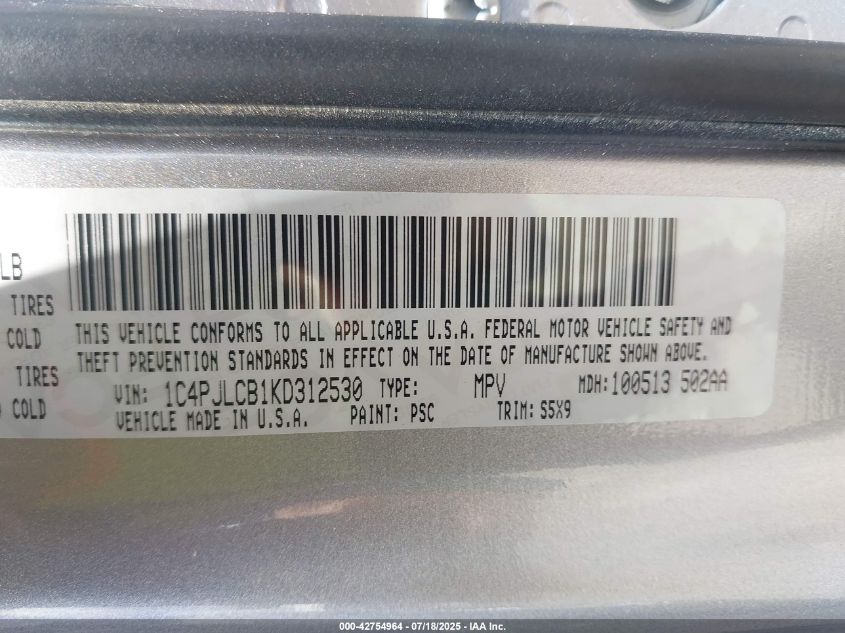 LB
TIRES
COLD
TIRES
COLD
THIS VEHICLE CONFORMS TO ALL APPLICABLE U.S.A. FEDERAL MOTOR VEHICLE SAFETY AND
THEFT PREVENTION STANDARDS IN EFFECT ON THE DATE OF MANUFACTURE SHOWN ABOVE.
VIN: 1C4PJLCB1KD312530 TYPE: MPV MDH:100513 502AA
VEHICLE MADE IN U.S.A. PAINT: PSC TRIM: S5X9
000-42754964 - 07/18/2025 - IAA Inc.